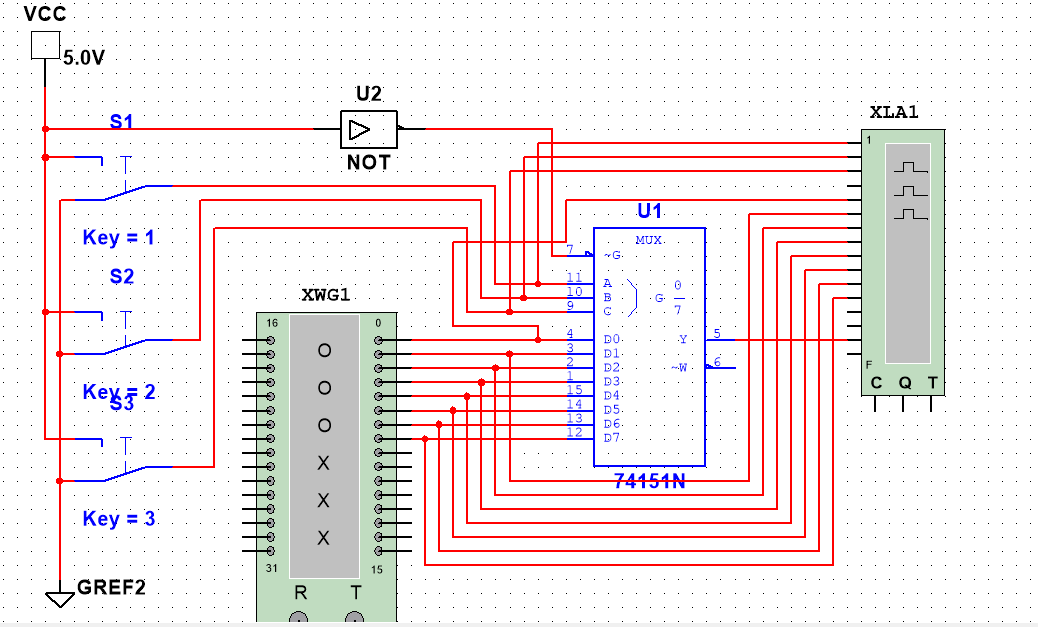 VCC
5.0V
S1
Key = 1
S2
Key = 2
S3
Key = 3
GREF2
U2
NOT
XWG1
16 0
O
O
O
X
X
X
31 15
R T
U1
MUX
7 ~G
11 A
10 B
9 C
G 0
7
4 D0
3 D1
2 D2
1 D3
15 D4
14 D5
13 D6
12 D7
Y 5
~W 6
74151N
XLA1
1
F
C Q T